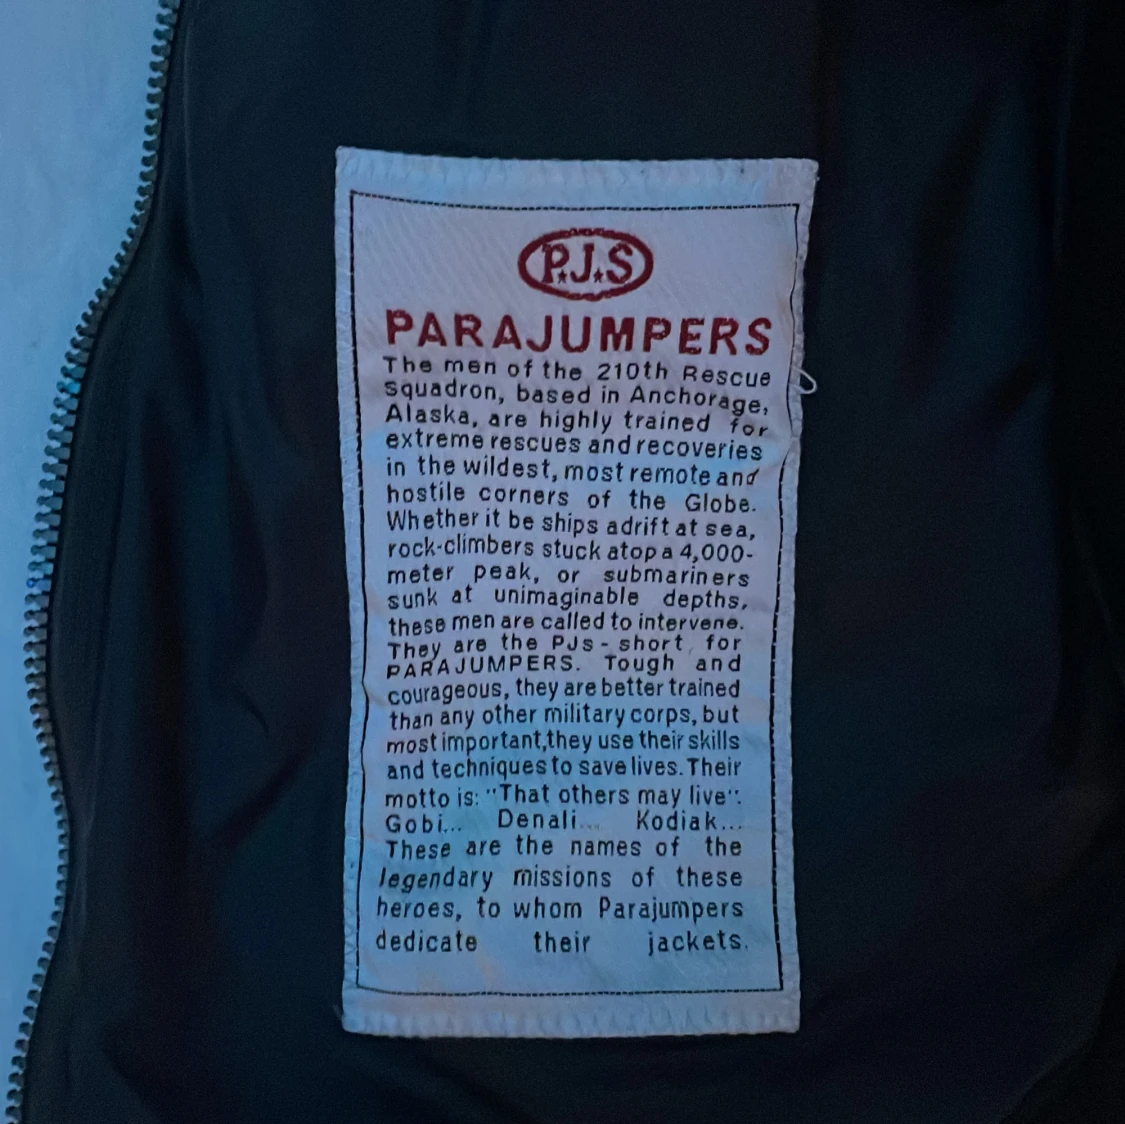 P.J.S
PARAJUMPERS
The men of the 210th Rescue
squadron, based in Anchorage,
Alaska, are highly trained for
extreme rescues and recoveries
in the wildest, most remote and
hostile corners of the Globe.
Whether it be ships adrift at sea,
rock-climbers stuck atop a 4,000-
meter peak, or submariners
sunk at unimaginable depths,
these men are called to intervene.
They are the PJs - short for
PARAJUMPERS. Tough and
courageous, they are better trained
than any other military corps, but
most important,they use their skills
and techniques to save lives. Their
motto is: "That others may live".
Gobi... Denali... Kodiak...
These are the names of the
legendary missions of these
heroes, to whom Parajumpers
dedicate their jackets.